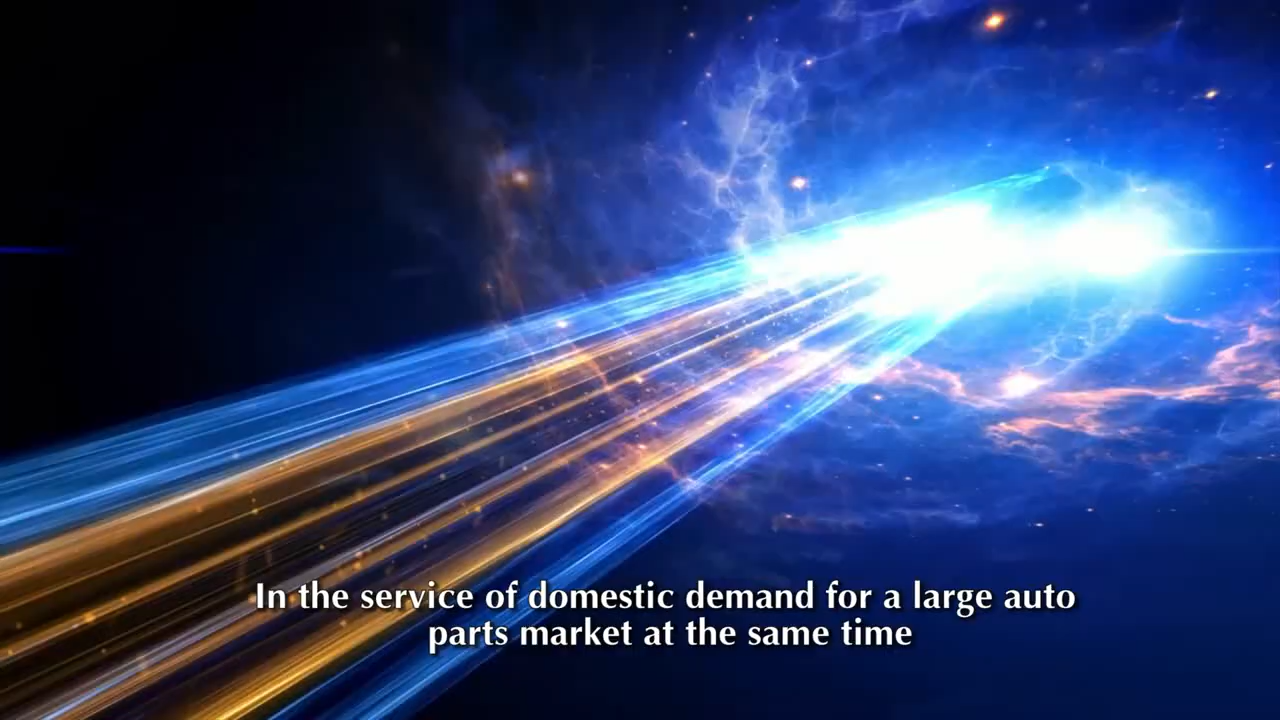 In the service of domestic demand for a large auto
parts market at the same time